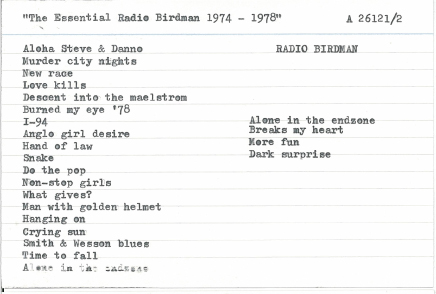 "The Essential Radio Birdman 1974 - 1978"
A 26121/2
Aloha Steve & Danno
RADIO BIRDMAN
Murder city nights
New race
Love kills
Descent into the maelstrom
Burned my eye '78
I-94
Anglo girl desire
Hand of law
Snake
Do the pop
Non-stop girls
What gives?
Man with golden helmet
Hanging on
Crying sun
Smith & Wesson blues
Time to fall
Alone in the
Alone in the endzone
Breaks my heart
More fun
Dark surprise